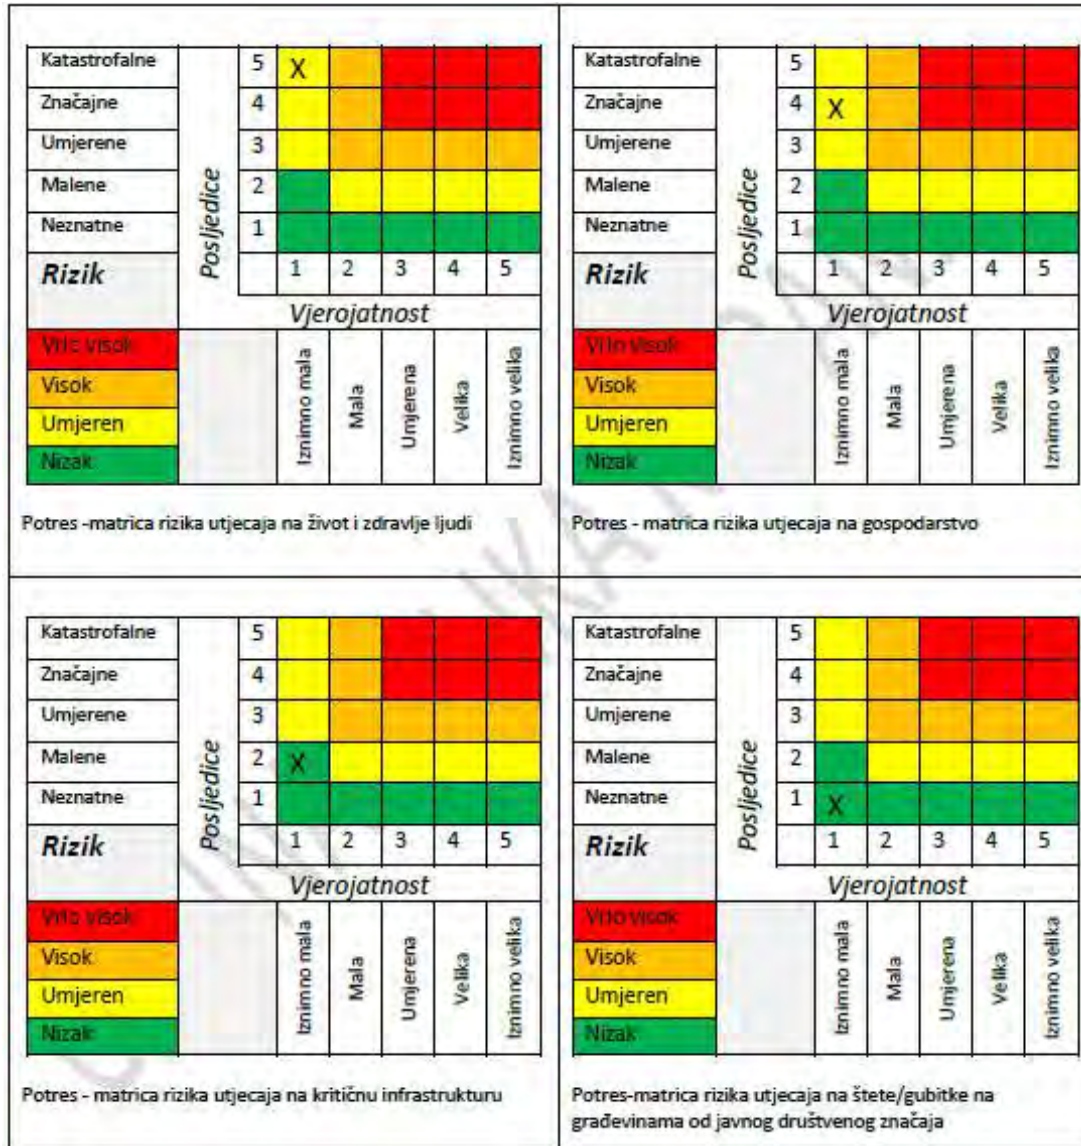 Katastrofalne 5 X
Značajne 4
Umjerene 3
Malene 2
Neznatne 1
Posljedice
Rizik 1 2 3 4 5
Vjerojatnost
Vrlo visok
Visok
Umjeren
Nizak
Iznimno mala
Mala
Umjerena
Velika
Iznimno velika
Potres -matrica rizika utjecaja na život i zdravlje ljudi
Katastrofalne 5
Značajne 4 X
Umjerene 3
Malene 2
Neznatne 1
Posljedice
Rizik 1 2 3 4 5
Vjerojatnost
Vrlo visok
Visok
Umjeren
Nizak
Iznimno mala
Mala
Umjerena
Velika
Iznimno velika
Potres - matrica rizika utjecaja na gospodarstvo
Katastrofalne 5
Značajne 4
Umjerene 3
Malene 2 X
Neznatne 1
Posljedice
Rizik 1 2 3 4 5
Vjerojatnost
Vrlo visok
Visok
Umjeren
Nizak
Iznimno mala
Mala
Umjerena
Velika
Iznimno velika
Potres - matrica rizika utjecaja na kritičnu infrastrukturu
Katastrofalne 5
Značajne 4
Umjerene 3
Malene 2
Neznatne 1 X
Posljedice
Rizik 1 2 3 4 5
Vjerojatnost
Vrlo visok
Visok
Umjeren
Nizak
Iznimno mala
Mala
Umjerena
Velika
Iznimno velika
Potres-matrica rizika utjecaja na štete/gubitke na
građevinama od javnog društvenog značaja